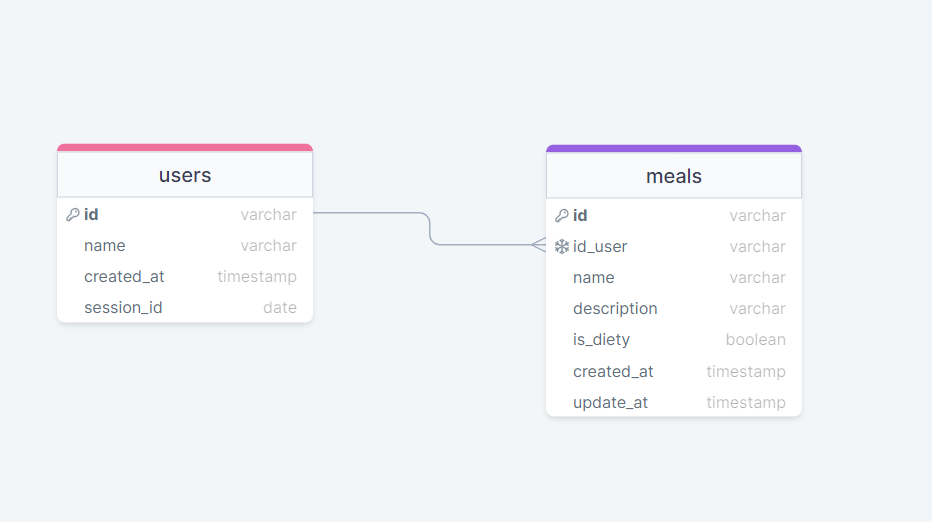 users
id varchar
name varchar
created_at timestamp
session_id date
meals
id varchar
id_user varchar
name varchar
description varchar
is_diety boolean
created_at timestamp
update_at timestamp